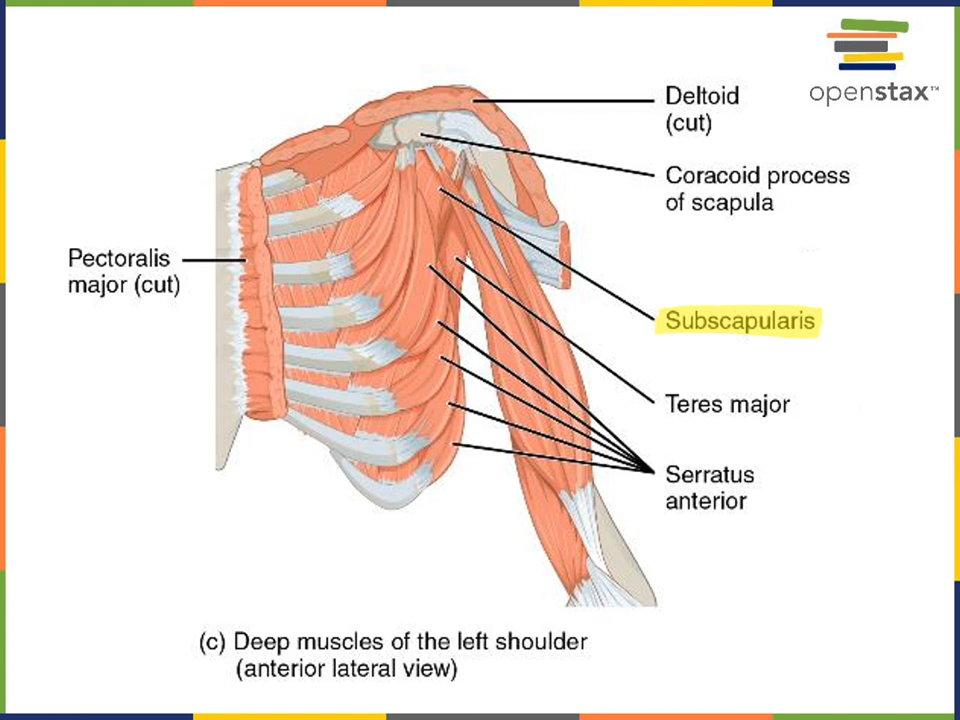 openstax™
Deltoid
(cut)
Coracoid process
of scapula
Pectoralis
major (cut)
Subscapularis
Teres major
Serratus
anterior
(c) Deep muscles of the left shoulder
(anterior lateral view)